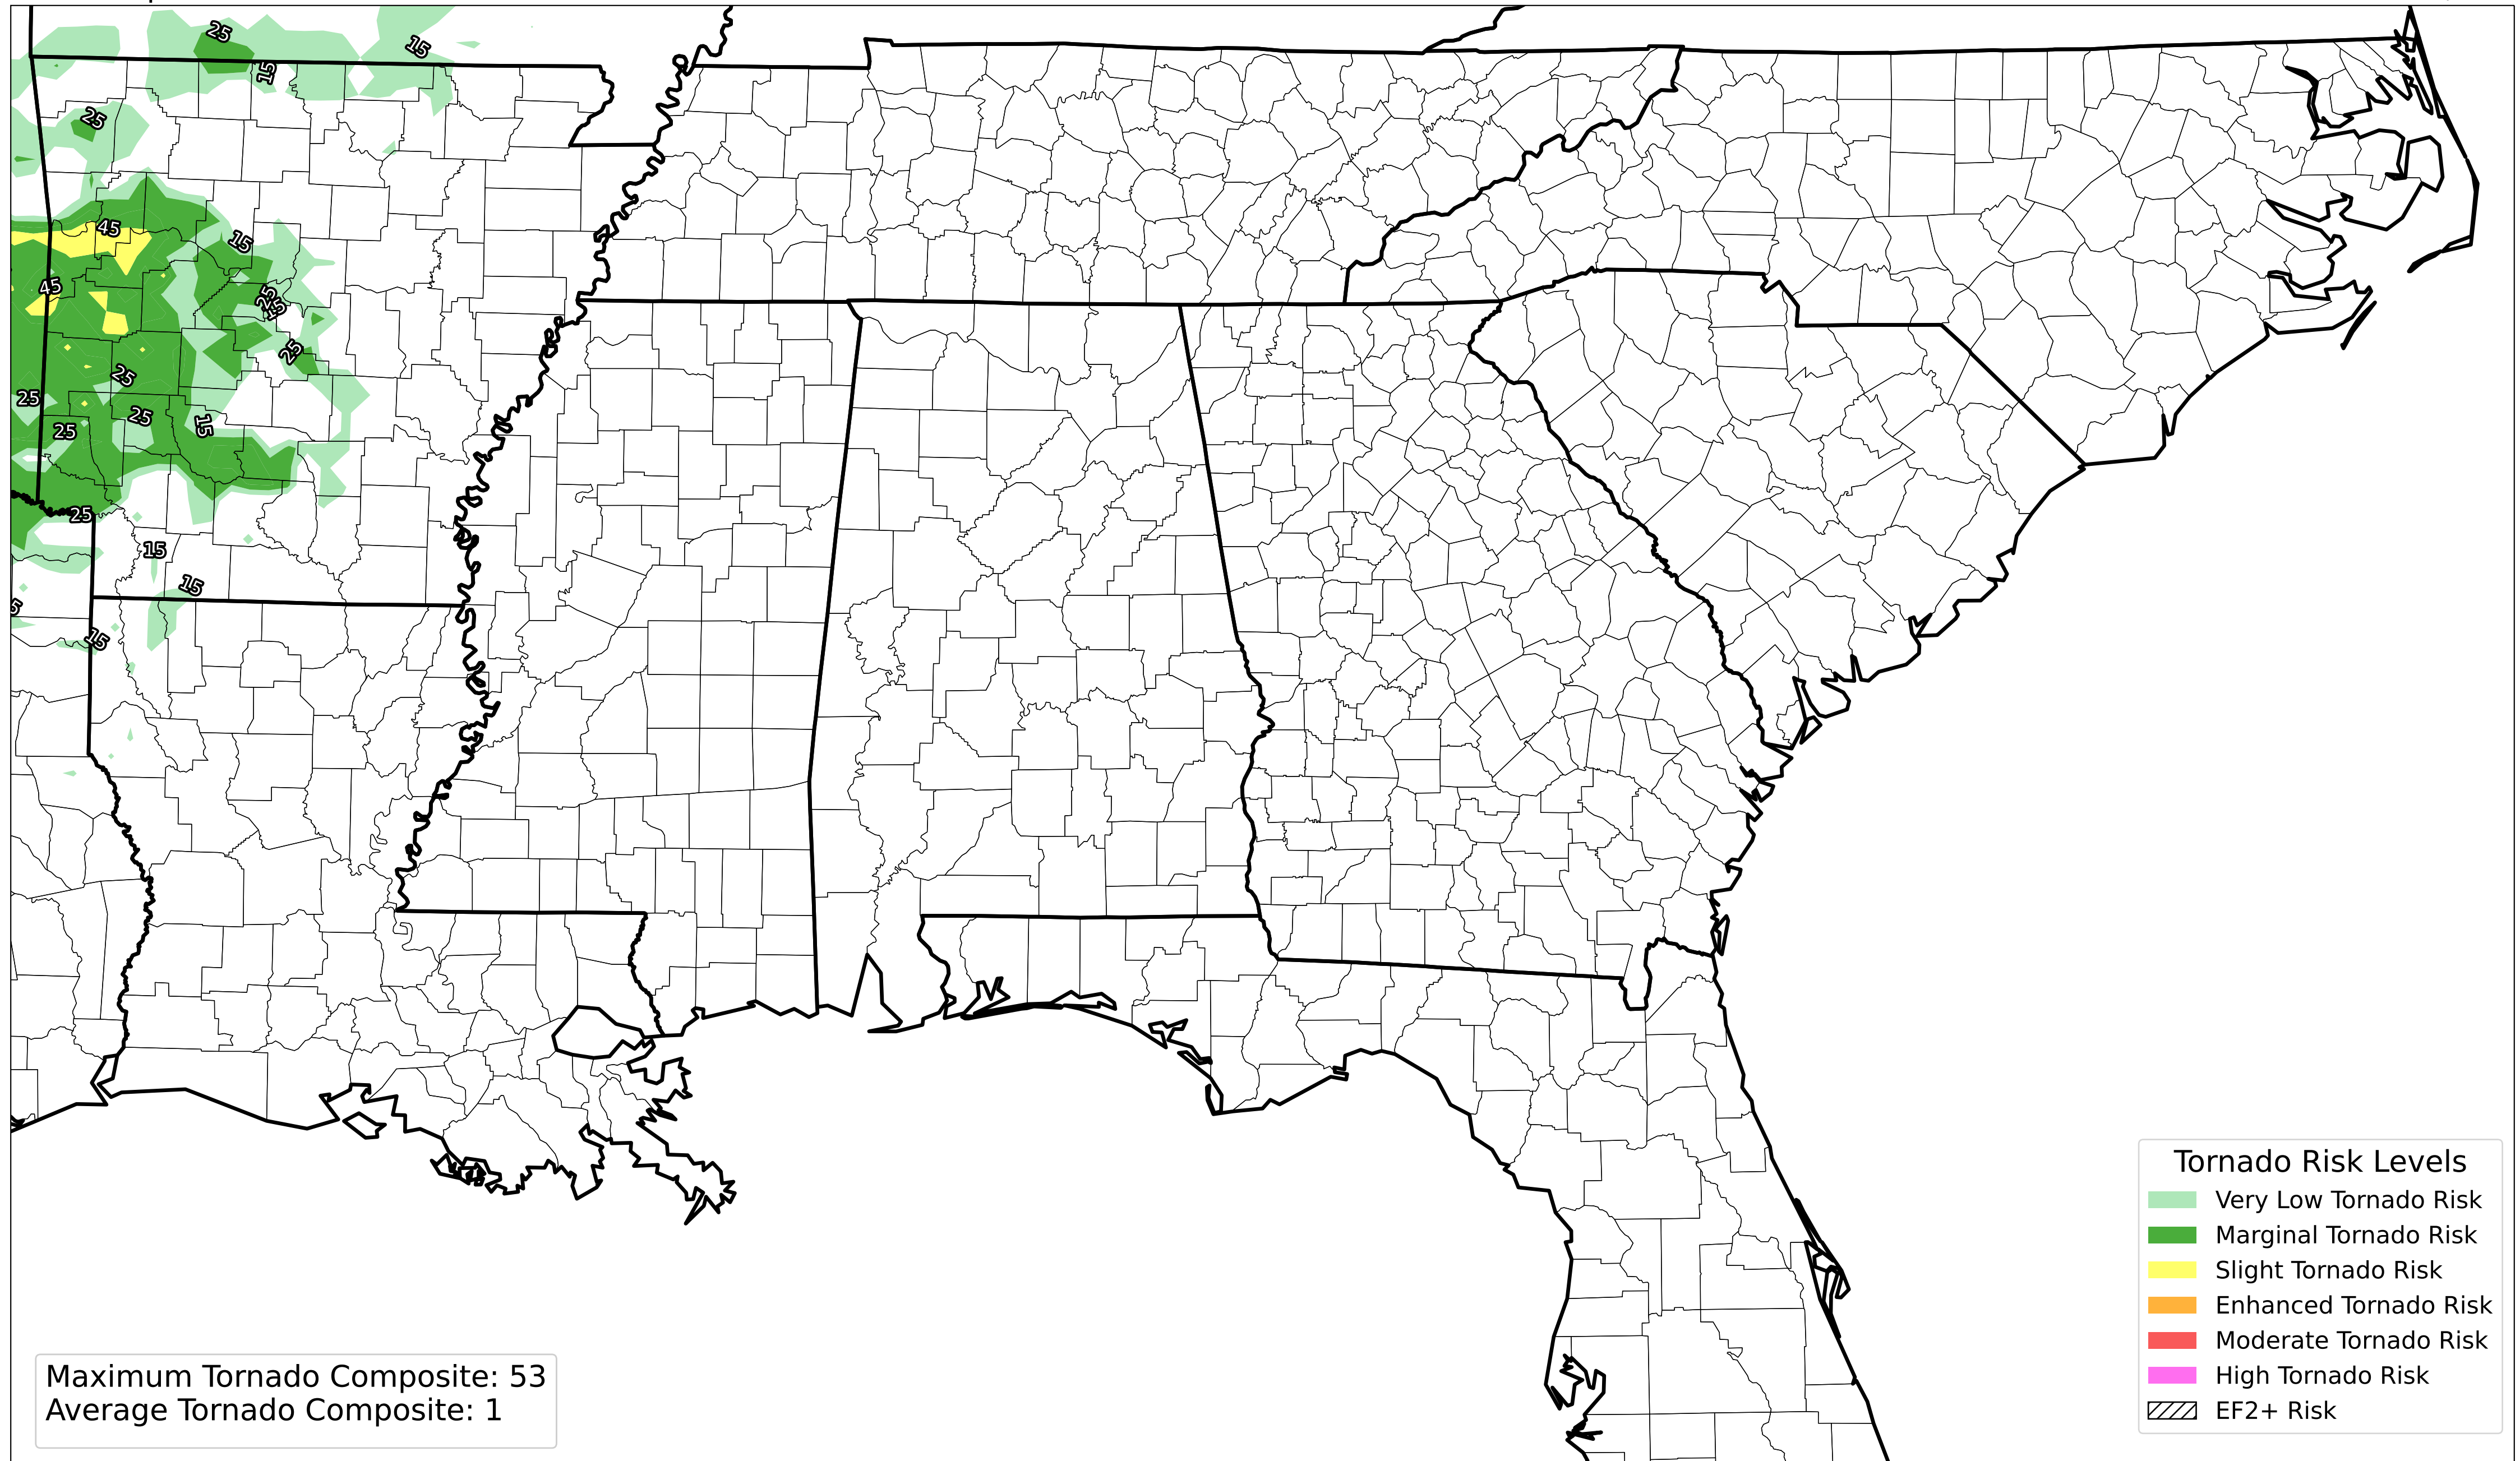 25
15
15
25
45
15
45
25
15
25
25
25
25
15
25
25
15
15
15
Tornado Risk Levels
Very Low Tornado Risk
Marginal Tornado Risk
Slight Tornado Risk
Enhanced Tornado Risk
Moderate Tornado Risk
High Tornado Risk
EF2+ Risk
Maximum Tornado Composite: 53
Average Tornado Composite: 1